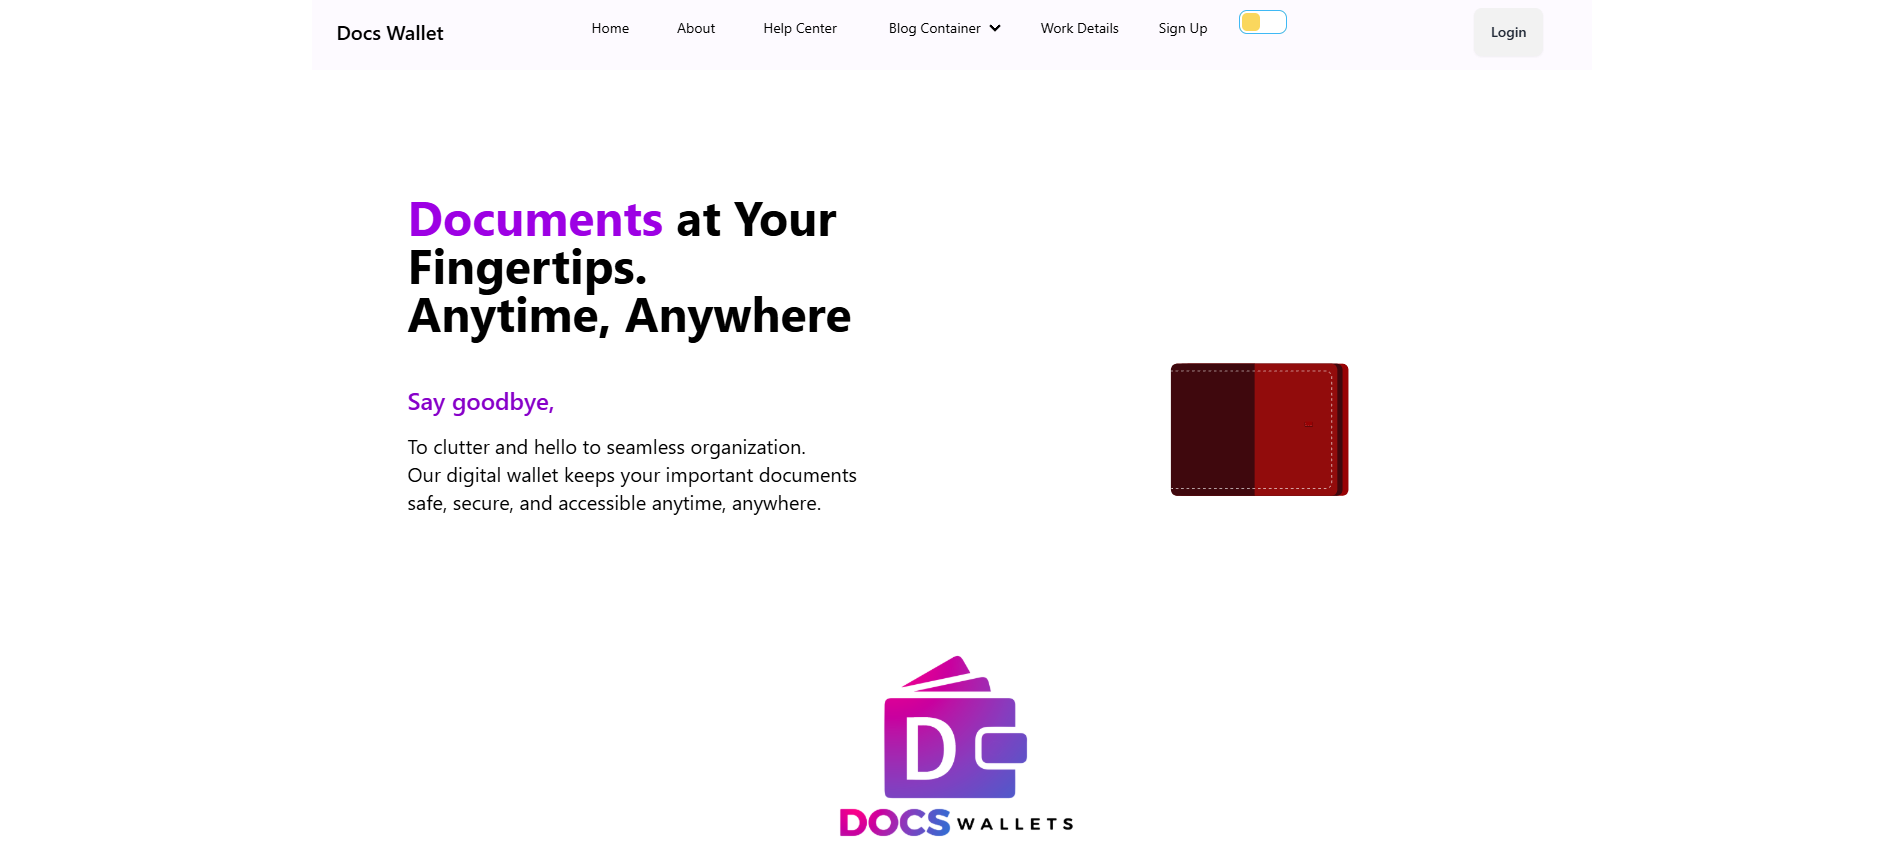 Docs Wallet
Home
About
Help Center
Blog Container
Work Details
Sign Up
Login
Documents at Your
Fingertips.
Anytime, Anywhere
Say goodbye,
To clutter and hello to seamless organization.
Our digital wallet keeps your important documents
safe, secure, and accessible anytime, anywhere.
D
DOCS WALLETS